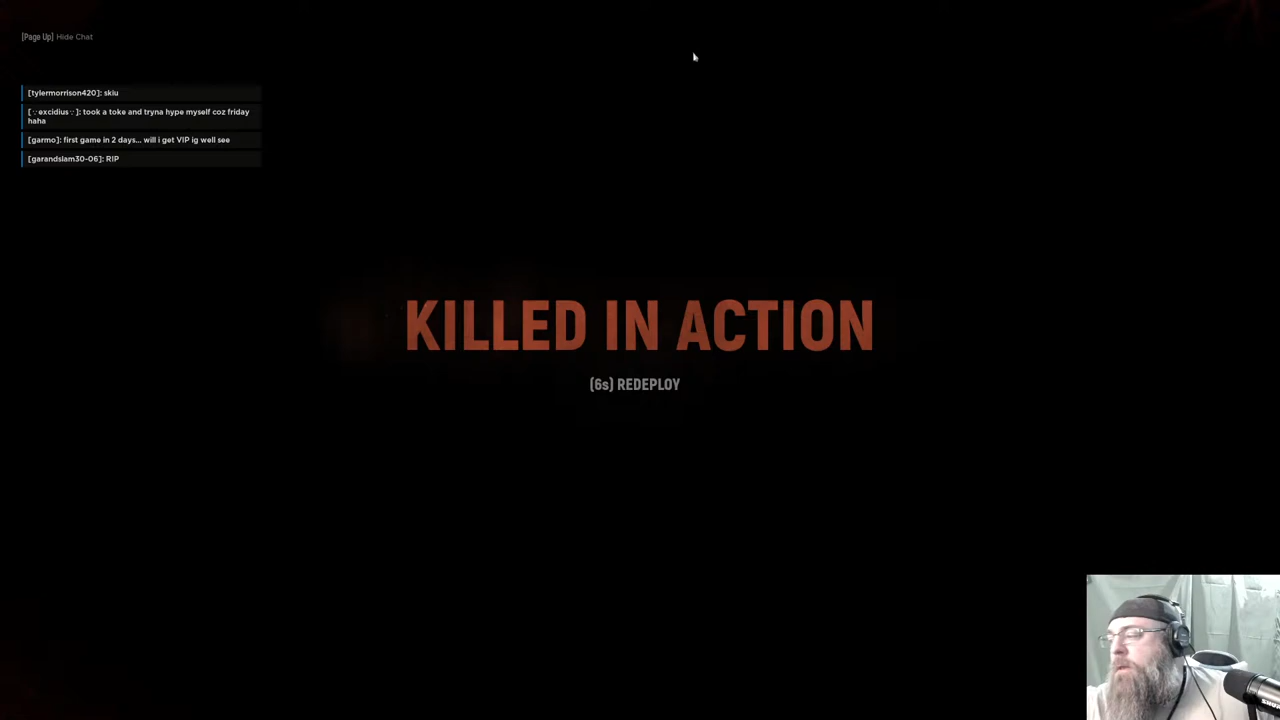 [Page Up] Hide Chat
[tylermorrison420]: skiu
[∵excidius∵]: took a toke and tryna hype myself coz friday
haha
[garmo]: first game in 2 days... will i get VIP ig well see
[garandslam30-06]: RIP
KILLED IN ACTION
(6s) REDEPLOY